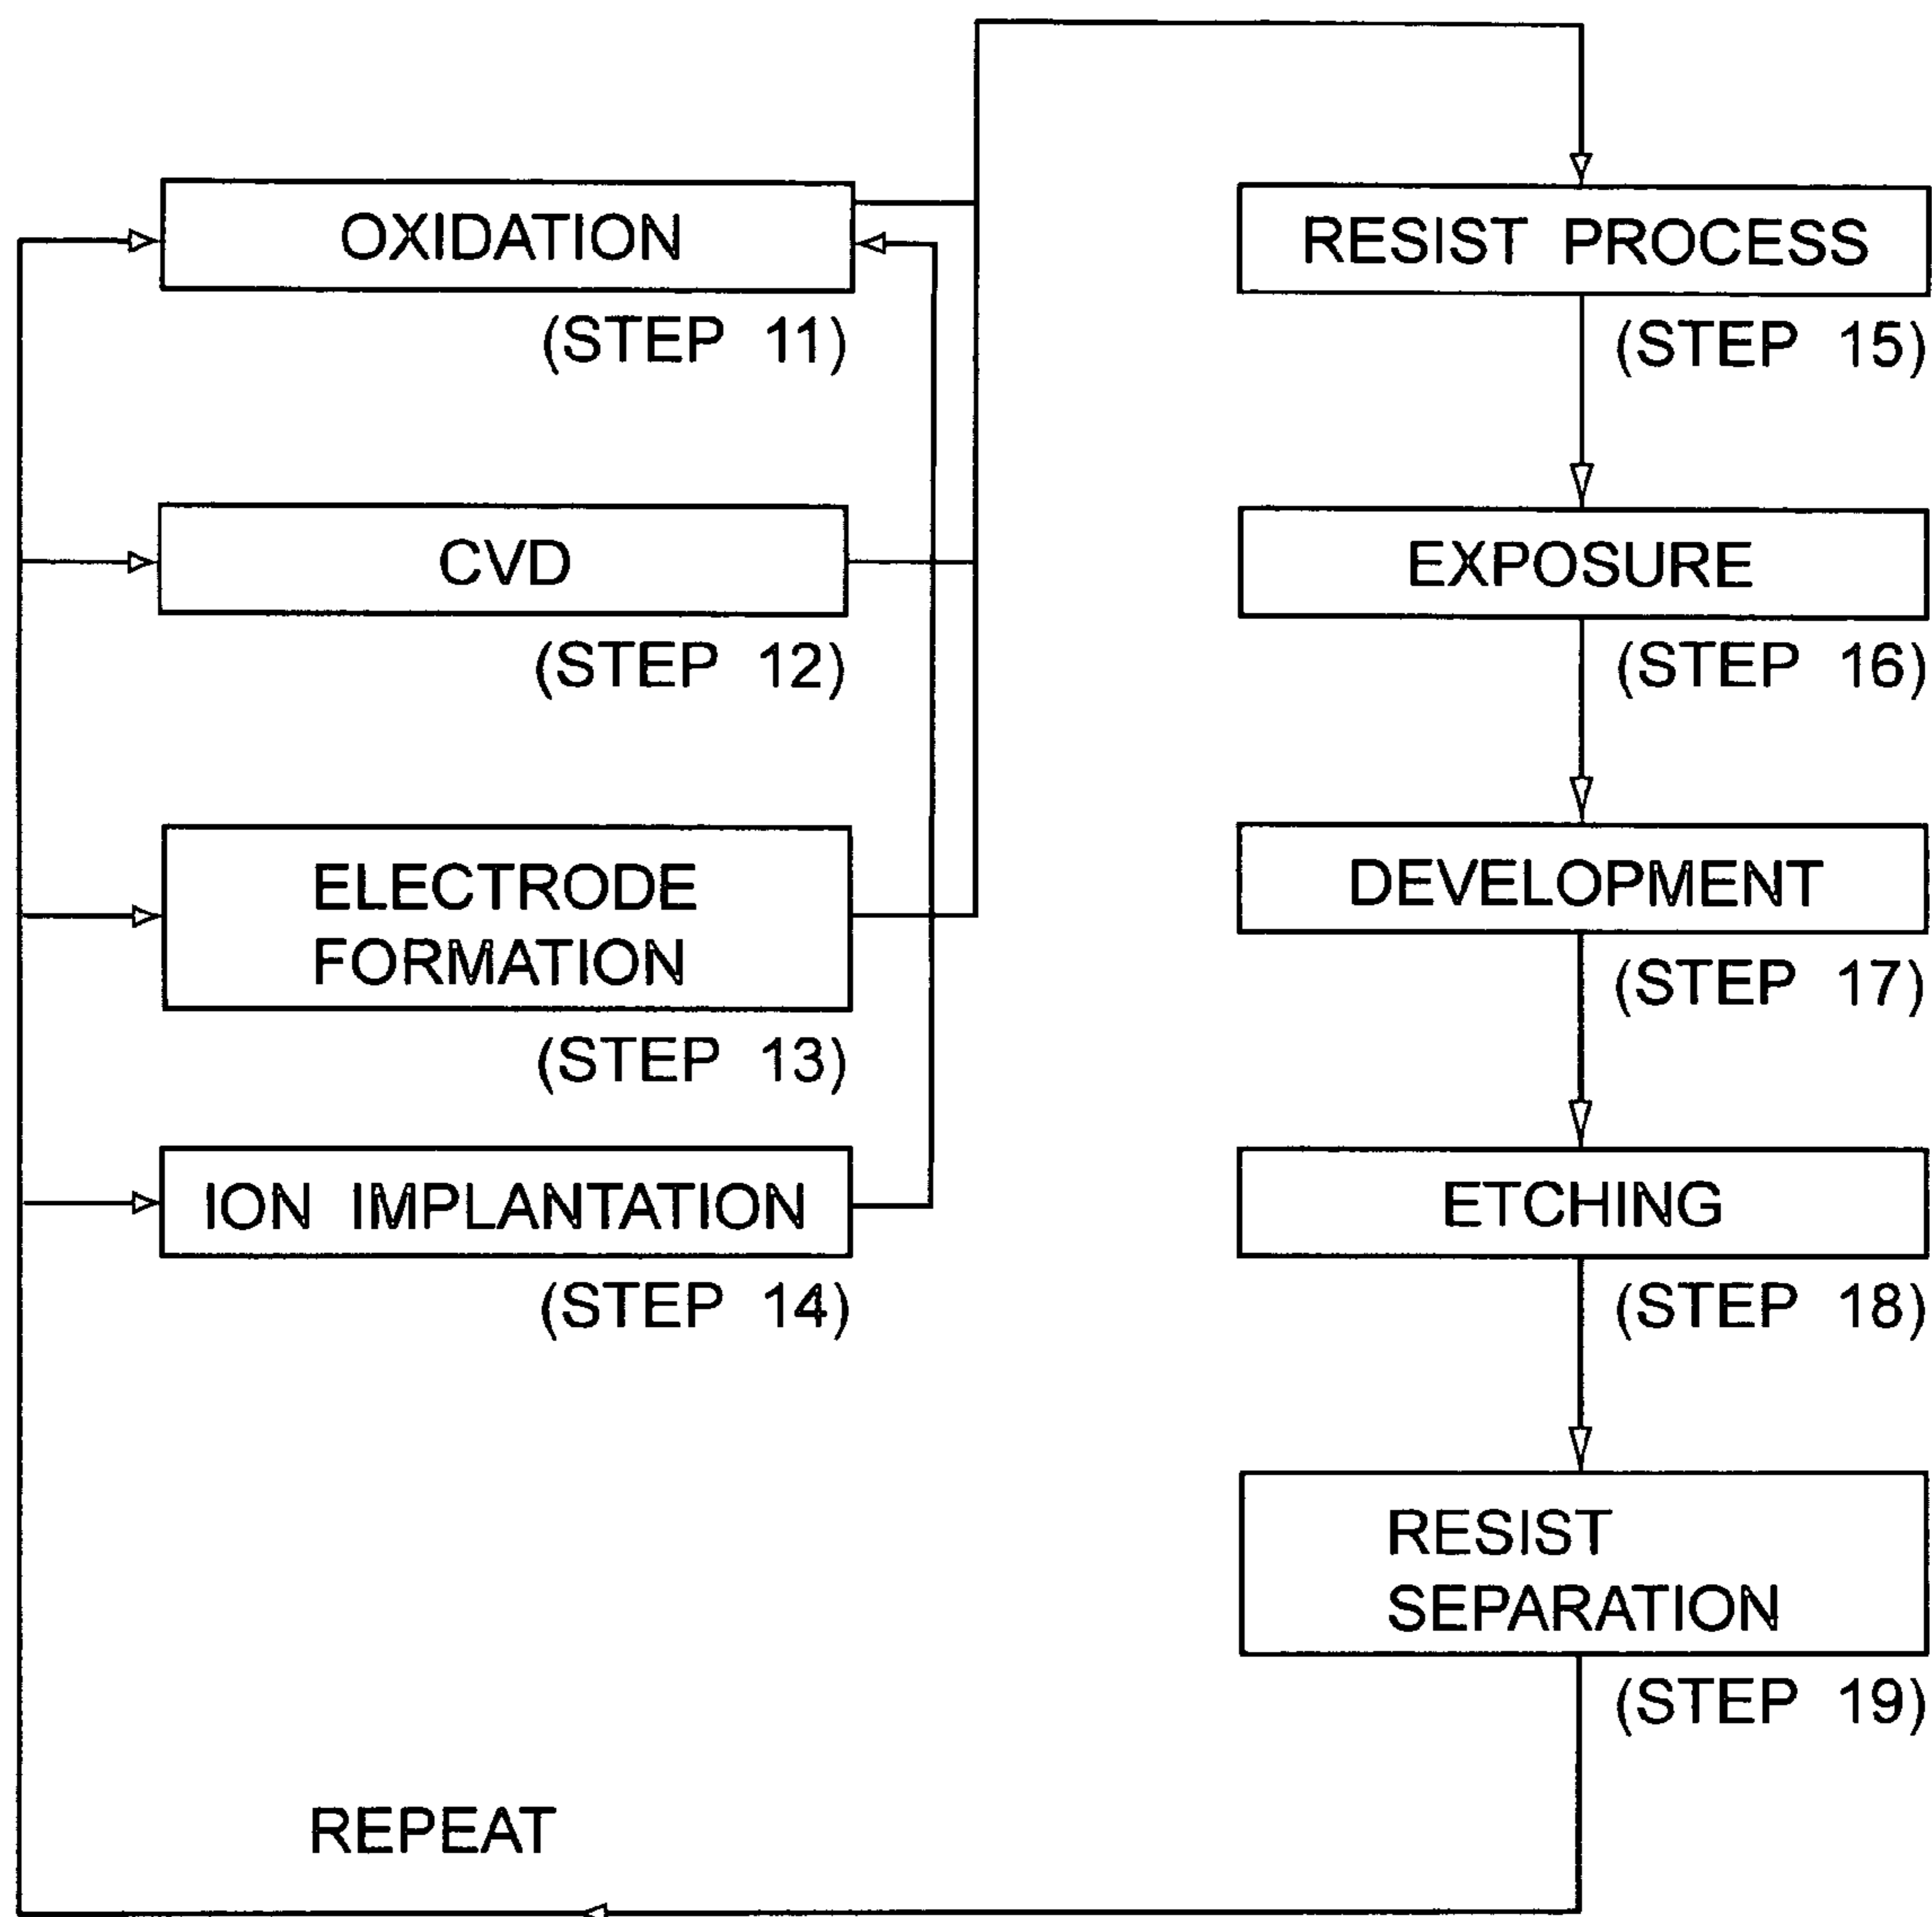 OXIDATION
(STEP 11)
CVD
(STEP 12)
ELECTRODE
FORMATION
(STEP 13)
ION IMPLANTATION
(STEP 14)
RESIST PROCESS
(STEP 15)
EXPOSURE
(STEP 16)
DEVELOPMENT
(STEP 17)
ETCHING
(STEP 18)
RESIST
SEPARATION
(STEP 19)
REPEAT